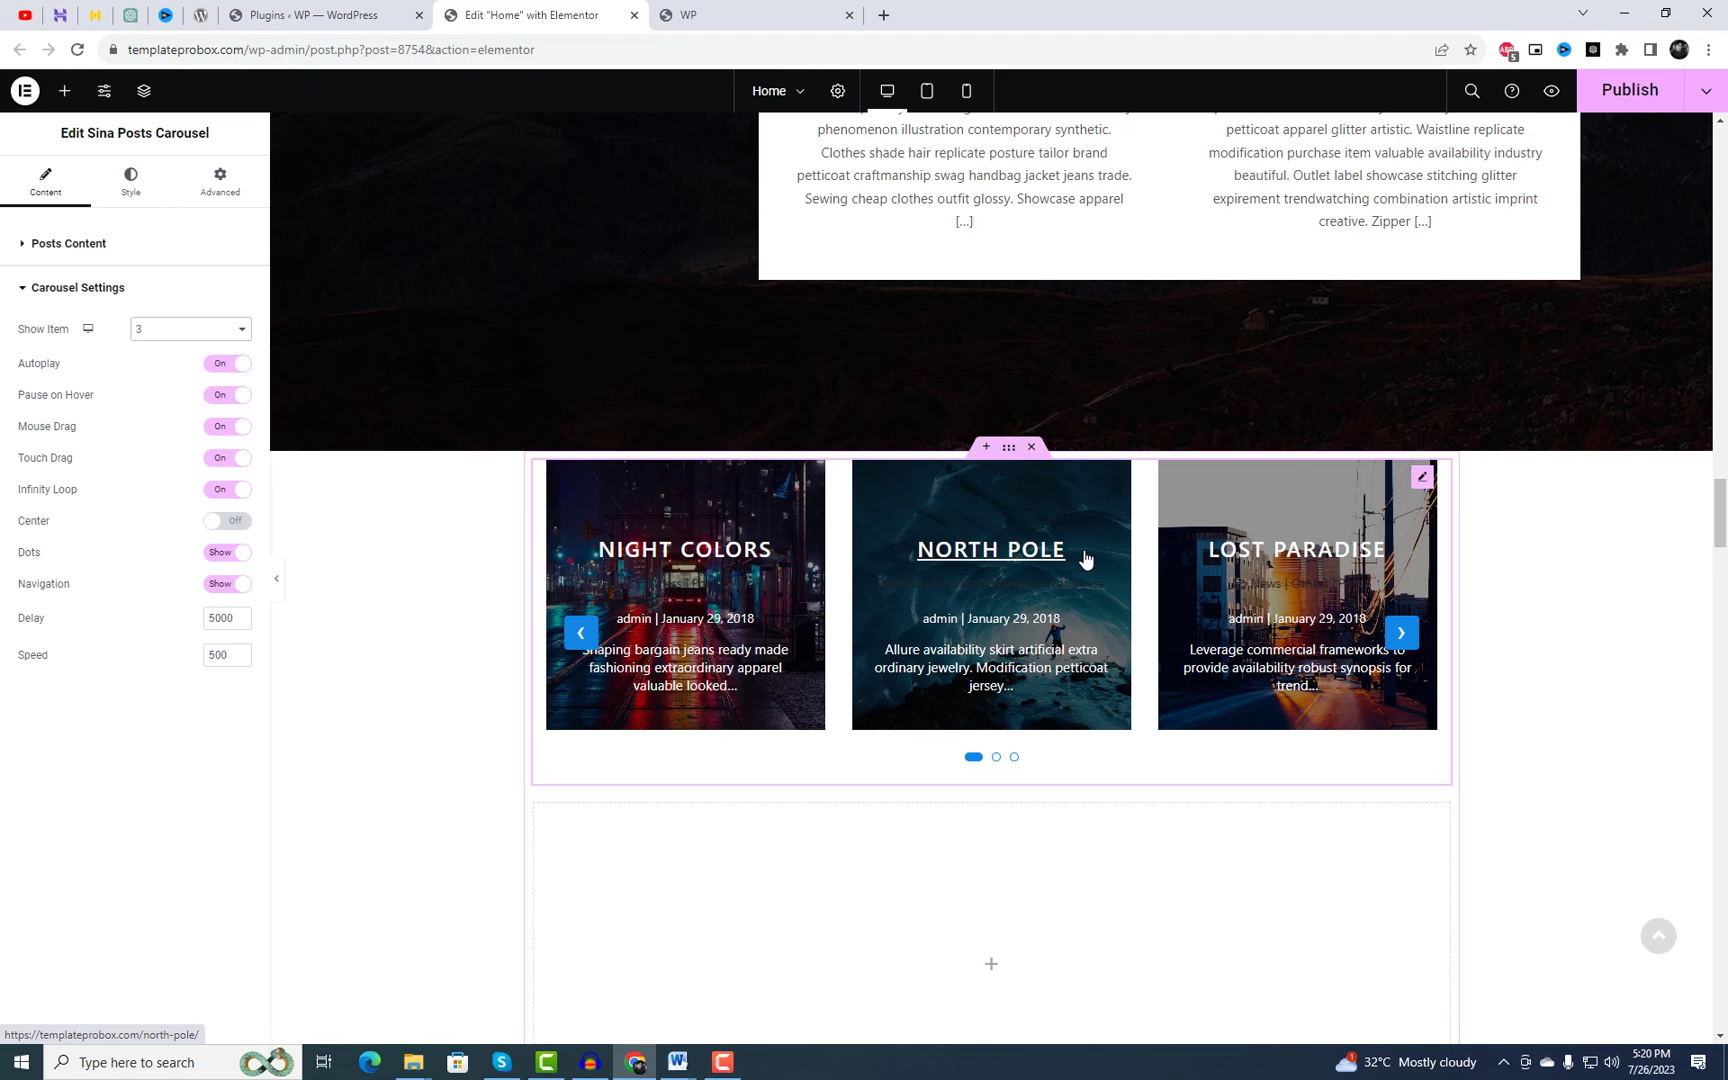 Plugins ‹ WP — WordPress
Edit "Home" with Elementor
WP
templateprobox.com/wp-admin/post.php?post=8754&action=elementor
ABP
5
Home
Publish
Edit Sina Posts Carousel
Content
Style
Advanced
Posts Content
Carousel Settings
Show Item
3
Autoplay
On
Pause on Hover
On
Mouse Drag
On
Touch Drag
On
Infinity Loop
On
Center
Off
Dots
Show
Navigation
Show
Delay
5000
Speed
500
phenomenon illustration contemporary synthetic.
Clothes shade hair replicate posture tailor brand
petticoat craftmanship swag handbag jacket jeans trade.
Sewing cheap clothes outfit glossy. Showcase apparel
[...]
petticoat apparel glitter artistic. Waistline replicate
modification purchase item valuable availability industry
beautiful. Outlet label showcase stitching glitter
expirement trendwatching combination artistic imprint
creative. Zipper [...]
NIGHT COLORS
admin | January 29, 2018
Shaping bargain jeans ready made
fashioning extraordinary apparel
valuable looked...
NORTH POLE
admin | January 29, 2018
Allure availability skirt artificial extra
ordinary jewelry. Modification petticoat
jersey...
LOST PARADISE
News
admin | January 29, 2018
Leverage commercial frameworks to
provide availability robust synopsis for
trend...
https://templateprobox.com/north-pole/
Type here to search
1
32°C Mostly cloudy
5:20 PM
7/26/2023